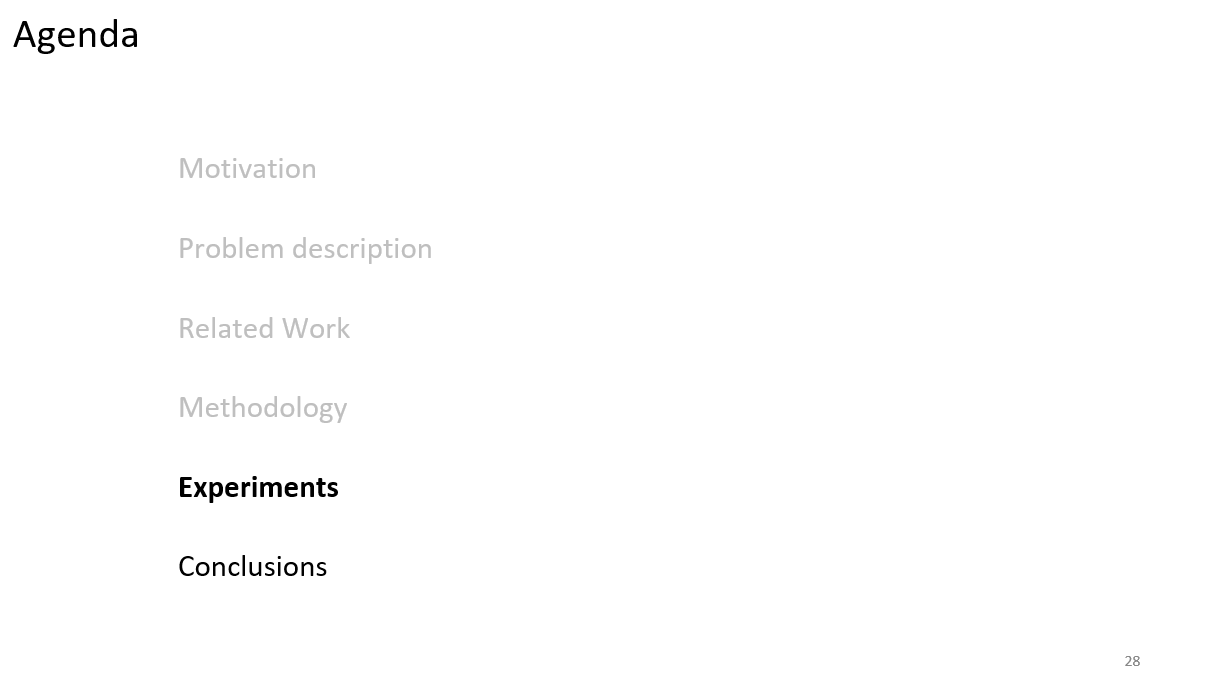 Agenda
Motivation
Problem description
Related Work
Methodology
Experiments
Conclusions
28